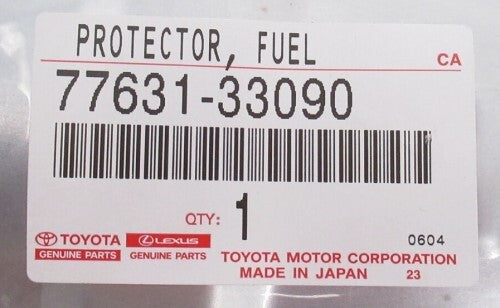 PROTECTOR, FUEL
CA
77631-33090
QTY: 1
TOYOTA LEXUS 0604
GENUINE PARTS GENUINE PARTS TOYOTA MOTOR CORPORATION
MADE IN JAPAN 23